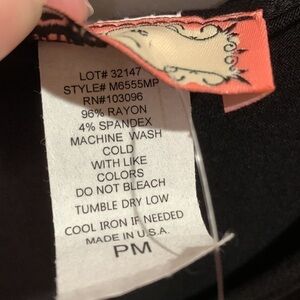 LOT# 32147
STYLE# M6555MP
RN#103096
96% RAYON
4% SPANDEX
MACHINE WASH
COLD
WITH LIKE
COLORS
DO NOT BLEACH
TUMBLE DRY LOW
COOL IRON IF NEEDED
MADE IN U.S.A.
PM